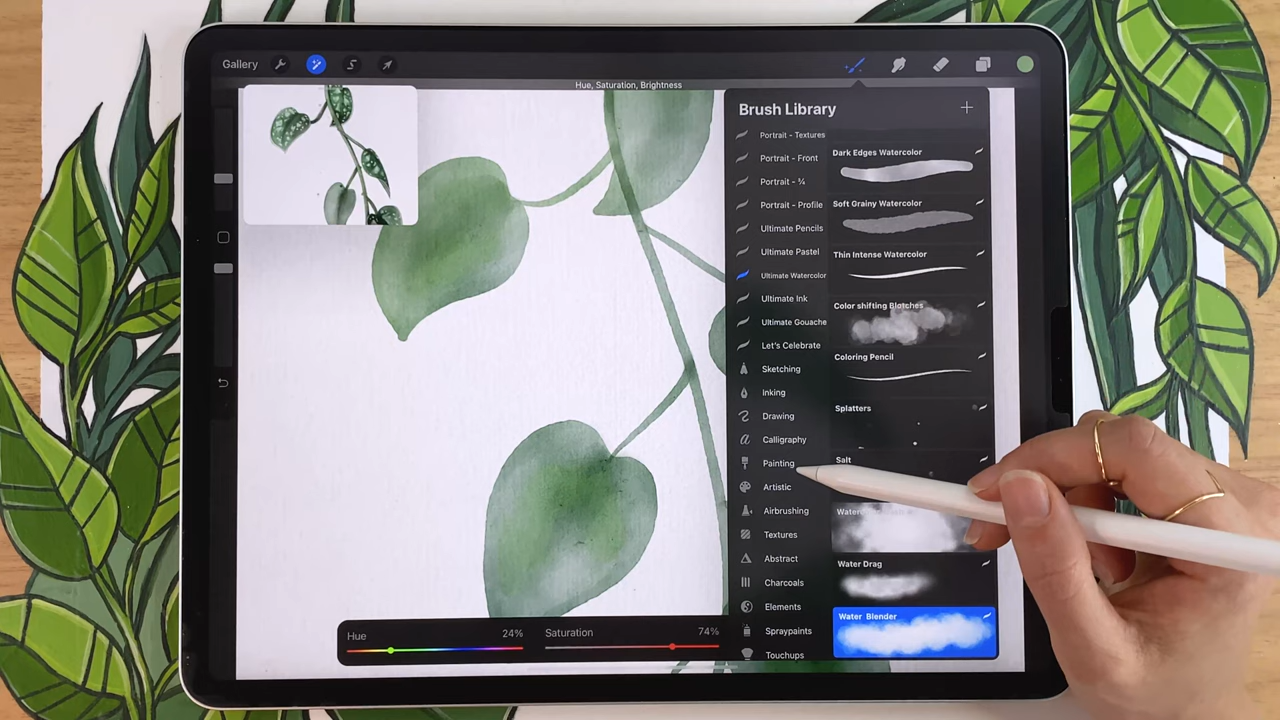 Gallery
Hue, Saturation, Brightness
Brush Library
Portrait - Textures
Portrait - Front
Portrait - ¾
Portrait - Profile
Ultimate Pencils
Ultimate Pastel
Ultimate Watercolor
Ultimate Ink
Ultimate Gouache
Let's Celebrate
Sketching
Inking
Drawing
Calligraphy
Painting
Artistic
Airbrushing
Textures
Abstract
Charcoals
Elements
Spraypaints
Touchups
Dark Edges Watercolor
Soft Grainy Watercolor
Thin Intense Watercolor
Color shifting Blotches
Coloring Pencil
Splatters
Salt
Water Drag
Water Blender
Hue 24%
Saturation 74%